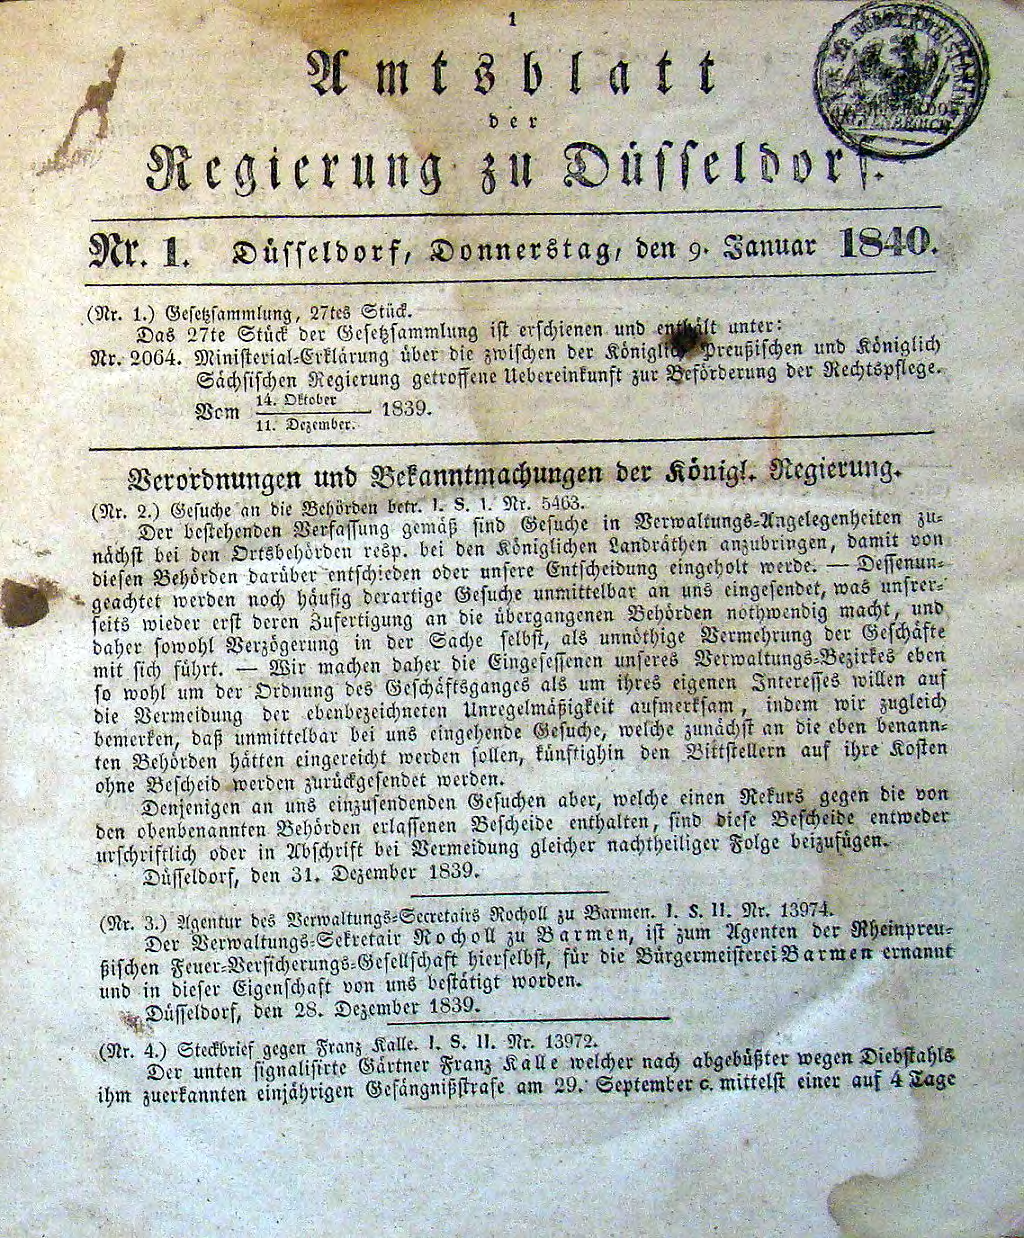 1
Amtsblatt
der
Regierung zu Düsseldorf.
Nr. 1. Düsseldorf, Donnerstag, den 9. Januar 1840.
(Nr. 1.) Gesetzsammlung, 27tes Stück.
Das 27te Stück der Gesetzsammlung ist erschienen und enthält unter:
Nr. 2064. Ministerial-Erklärung über die zwischen der Königlich Preußischen und Königlich
Sächsischen Regierung getroffene Uebereinkunft zur Beförderung der Rechtspflege.
Vom 14. Oktober
11. Dezember. 1839.
Verordnungen und Bekanntmachungen der Königl. Regierung.
(Nr. 2.) Gesuche an die Behörden betr. I. S. I. Nr. 5463.
Der bestehenden Verfassung gemäß sind Gesuche in Verwaltungs-Angelegenheiten zu-
nächst bei den Ortsbehörden resp. bei den Königlichen Landräthen anzubringen, damit von
diesen Behörden darüber entschieden oder unsere Entscheidung eingeholt werde. — Dessenun-
geachtet werden noch häufig derartige Gesuche unmittelbar an uns eingesendet, was unsrer-
seits wieder erst deren Zufertigung an die übergangenen Behörden nothwendig macht, und
daher sowohl Verzögerung in der Sache selbst, als unnöthige Vermehrung der Geschäfte
mit sich führt. — Wir machen daher die Eingesessenen unseres Verwaltungs-Bezirkes eben
so wohl um der Ordnung des Geschäftsganges als um ihres eigenen Interesses willen auf
die Vermeidung der ebenbezeichneten Unregelmäßigkeit aufmerksam, indem wir zugleich
bemerken, daß unmittelbar bei uns eingehende Gesuche, welche zunächst an die eben benann-
ten Behörden hätten eingereicht werden sollen, künftighin den Bittstellern auf ihre Kosten
ohne Bescheid werden zurückgesendet werden.
Denjenigen an uns einzusendenden Gesuchen aber, welche einen Rekurs gegen die von
den obenbenannten Behörden erlassenen Bescheide enthalten, sind diese Bescheide entweder
urschriftlich oder in Abschrift bei Vermeidung gleicher nachtheiliger Folge beizufügen.
Düsseldorf, den 31. Dezember 1839.
(Nr. 3.) Agentur des Verwaltungs-Secretairs Rocholl zu Barmen. I. S. II. Nr. 13974.
Der Verwaltungs-Sekretair Rocholl zu Barmen, ist zum Agenten der Rheinpreu-
ßischen Feuer-Versicherungs-Gesellschaft hierselbst, für die Bürgermeisterei Barmen ernannt
und in dieser Eigenschaft von uns bestätigt worden.
Düsseldorf, den 28. Dezember 1839.
(Nr. 4.) Steckbrief gegen Franz Kalle. I. S. II. Nr. 13972.
Der unten signalisirte Gärtner Franz Kalle welcher nach abgebüßter wegen Diebstahls
ihm zuerkannten einjährigen Gefängnißstrafe am 29. September c. mittelst einer auf 4 Tage